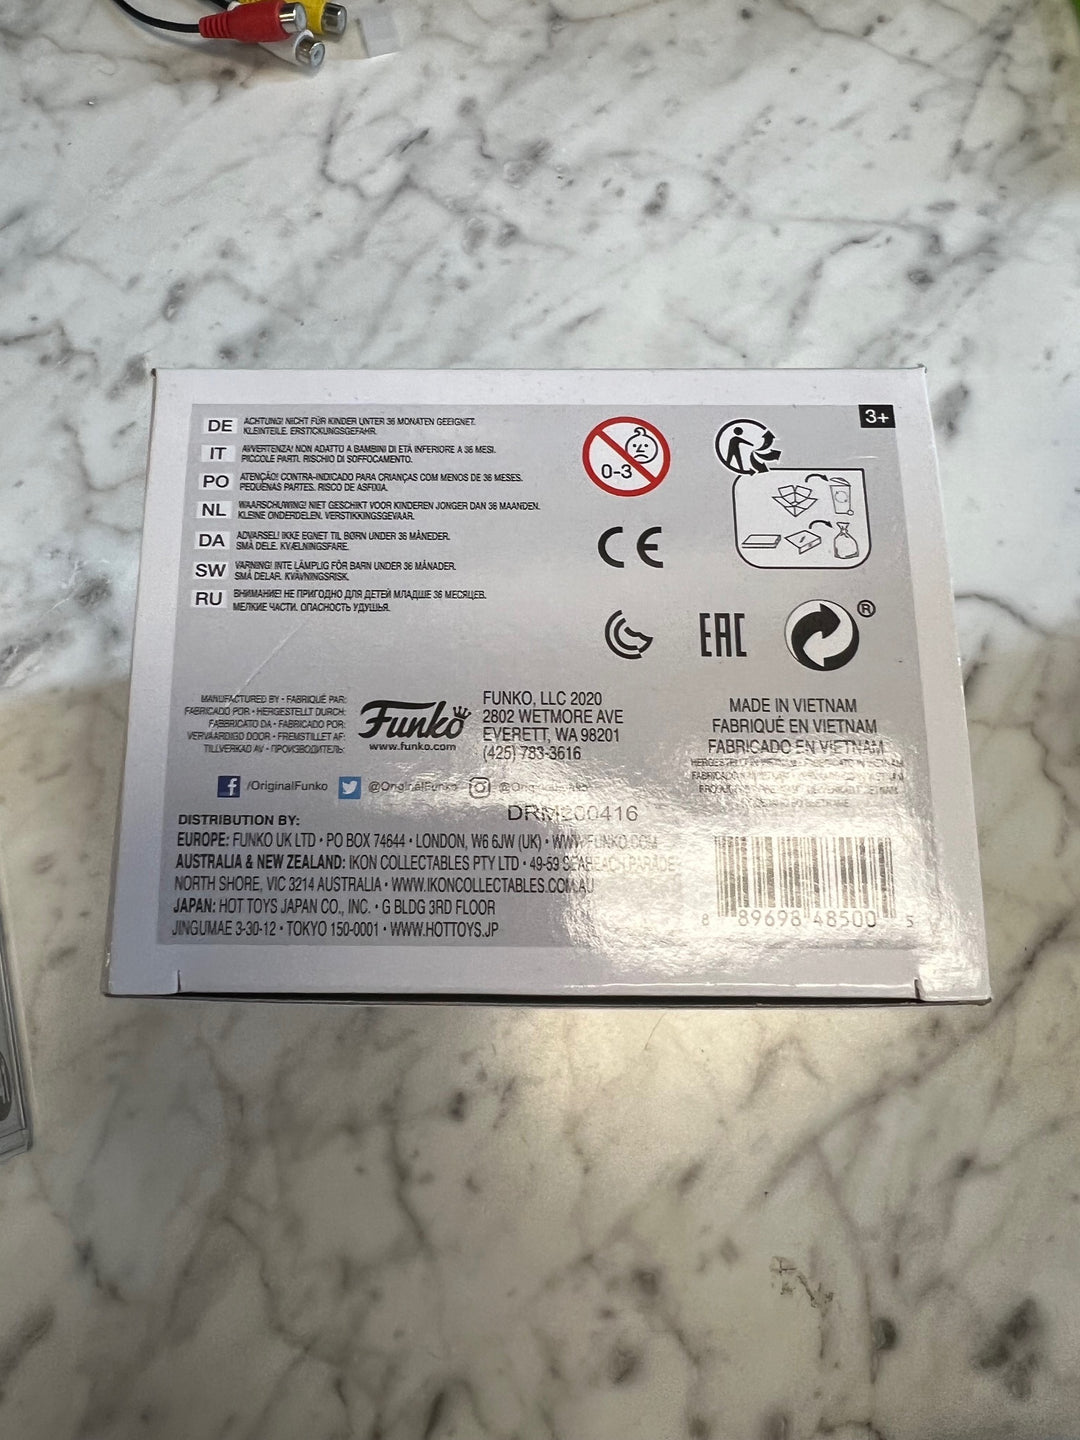 3+
DE ACHTUNG! NICHT FÜR KINDER UNTER 36 MONATEN GEEIGNET.
KLEINTEILE. ERSTICKUNGSGEFAHR.
IT AVVERTENZA! NON ADATTO A BAMBINI DI ETÀ INFERIORE A 36 MESI.
PICCOLE PARTI. RISCHIO DI SOFFOCAMENTO.
PO ATENÇÃO! CONTRA-INDICADO PARA CRIANÇAS COM MENOS DE 36 MESES.
PEQUENAS PARTES. RISCO DE ASFIXIA.
NL WAARSCHUWING! NIET GESCHIKT VOOR KINDEREN JONGER DAN 36 MAANDEN.
KLEINE ONDERDELEN. VERSTIKKINGSGEVAAR.
DA ADVARSEL! IKKE EGNET TIL BØRN UNDER 36 MÅNEDER.
SMÅ DELE. KVÆLNINGSFARE.
SW VARNING! INTE LÄMPLIG FÖR BARN UNDER 36 MÅNADER.
SMÅ DELAR. KVÄVNINGSRISK.
RU ВНИМАНИЕ! НЕ ПРИГОДНО ДЛЯ ДЕТЕЙ МЛАДШЕ 36 МЕСЯЦЕВ.
МЕЛКИЕ ЧАСТИ. ОПАСНОСТЬ УДУШЬЯ.
0-3
CE
EAC
®
MANUFACTURED BY • FABRIQUÉ PAR:
FABRICADO POR • HERGESTELLT DURCH:
FABBRICATO DA • FABRICADO POR:
VERVAARDIGD DOOR • FREMSTILLET AF:
TILLVERKAD AV • ПРОИЗВОДИТЕЛЬ:
Funko
www.funko.com
FUNKO, LLC 2020
2802 WETMORE AVE
EVERETT, WA 98201
(425) 783-3616
MADE IN VIETNAM
FABRIQUÉ EN VIETNAM
FABRICADO EN VIETNAM
/OriginalFunko @OriginalFunko @OriginalFunko
DRM200416
DISTRIBUTION BY:
EUROPE: FUNKO UK LTD • PO BOX 74644 • LONDON, W6 6JW (UK) • WWW.FUNKO.COM
AUSTRALIA & NEW ZEALAND: IKON COLLECTABLES PTY LTD • 49-59 SEABEACH PARADE
NORTH SHORE, VIC 3214 AUSTRALIA • WWW.IKONCOLLECTABLES.COM.AU
JAPAN: HOT TOYS JAPAN CO., INC. • G BLDG 3RD FLOOR
JINGUMAE 3-30-12 • TOKYO 150-0001 • WWW.HOTTOYS.JP
8 89698 48500 5